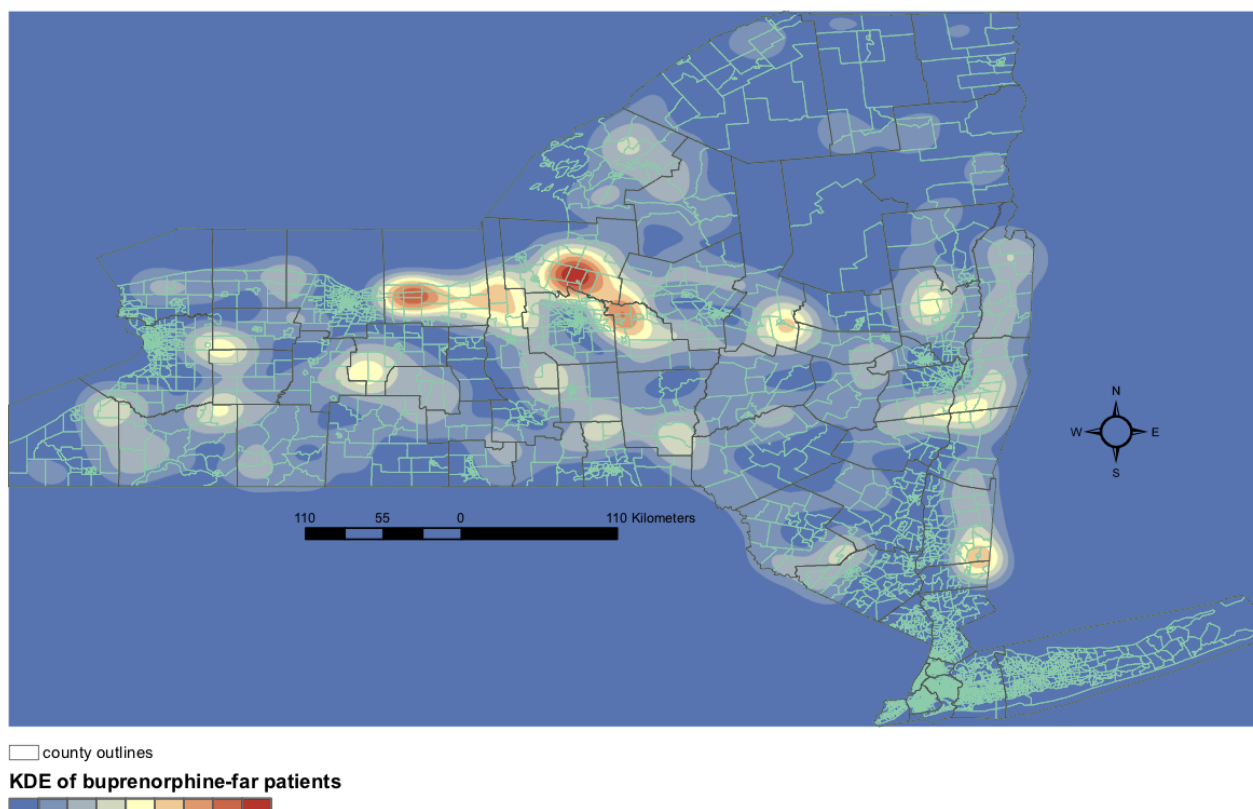 N
W E
S
110 55 0 110 Kilometers
county outlines
KDE of buprenorphine-far patients